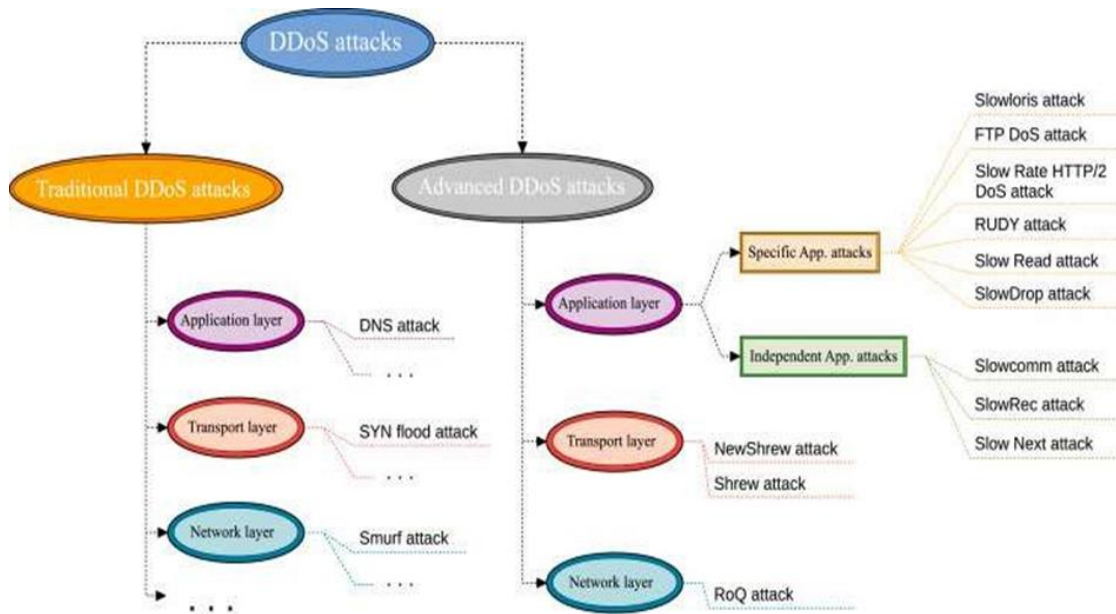 DDoS attacks
Traditional DDoS attacks
Advanced DDoS attacks
Application layer
DNS attack
. . .
Transport layer
SYN flood attack
. . .
Network layer
Smurf attack
. . .
. . .
Application layer
Specific App. attacks
Slowloris attack
FTP DoS attack
Slow Rate HTTP/2
DoS attack
RUDY attack
Slow Read attack
SlowDrop attack
Independent App. attacks
Slowcomm attack
SlowRec attack
Slow Next attack
Transport layer
NewShrew attack
Shrew attack
Network layer
RoQ attack